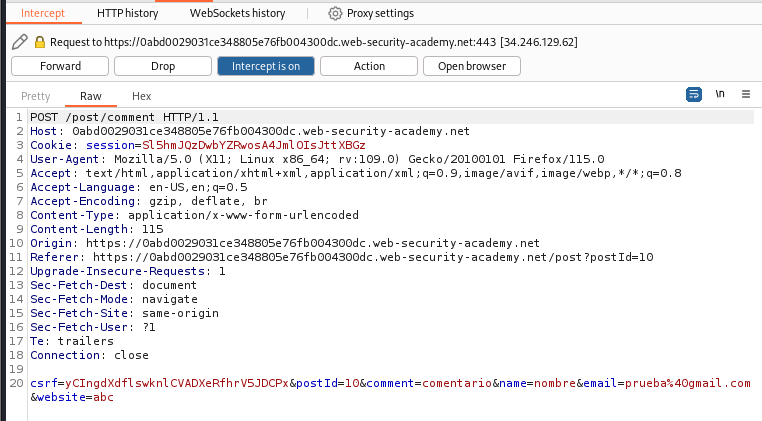 Intercept HTTP history WebSockets history Proxy settings
Request to https://0abd0029031ce348805e76fb004300dc.web-security-academy.net:443 [34.246.129.62]
Forward Drop Intercept is on Action Open browser
Pretty Raw Hex \n
1 POST /post/comment HTTP/1.1
2 Host: 0abd0029031ce348805e76fb004300dc.web-security-academy.net
3 Cookie: session=Sl5hmJQzDwbYZRwosA4JmlOIsJttXBGz
4 User-Agent: Mozilla/5.0 (X11; Linux x86_64; rv:109.0) Gecko/20100101 Firefox/115.0
5 Accept: text/html,application/xhtml+xml,application/xml;q=0.9,image/avif,image/webp,*/*;q=0.8
6 Accept-Language: en-US,en;q=0.5
7 Accept-Encoding: gzip, deflate, br
8 Content-Type: application/x-www-form-urlencoded
9 Content-Length: 115
10 Origin: https://0abd0029031ce348805e76fb004300dc.web-security-academy.net
11 Referer: https://0abd0029031ce348805e76fb004300dc.web-security-academy.net/post?postId=10
12 Upgrade-Insecure-Requests: 1
13 Sec-Fetch-Dest: document
14 Sec-Fetch-Mode: navigate
15 Sec-Fetch-Site: same-origin
16 Sec-Fetch-User: ?1
17 Te: trailers
18 Connection: close
19
20 csrf=yCIngdXdflswknlCVADXeRfhrV5JDCPx&postId=10&comment=comentario&name=nombre&email=prueba%40gmail.com
&website=abc